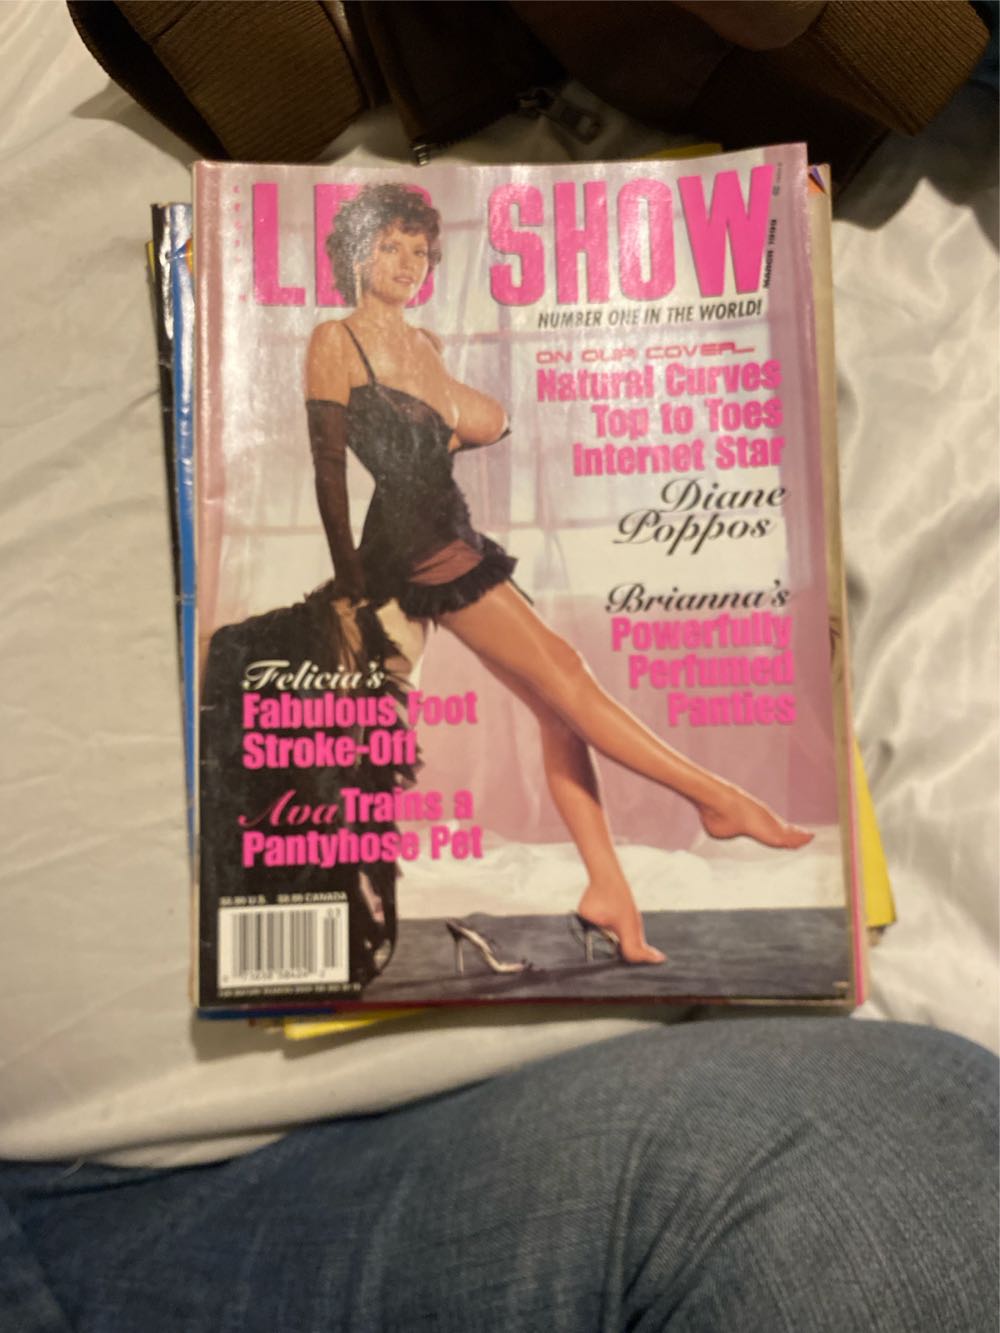 LEG SHOW
MARCH 1999
NUMBER ONE IN THE WORLD!
ON OUR COVER
Natural Curves
Top to Toes
Internet Star
Diane
Poppos
Brianna's
Powerfully
Perfumed
Panties
Felicia's
Fabulous Foot
Stroke-Off
Ava Trains a
Pantyhose Pet
U.S. CANADA
03